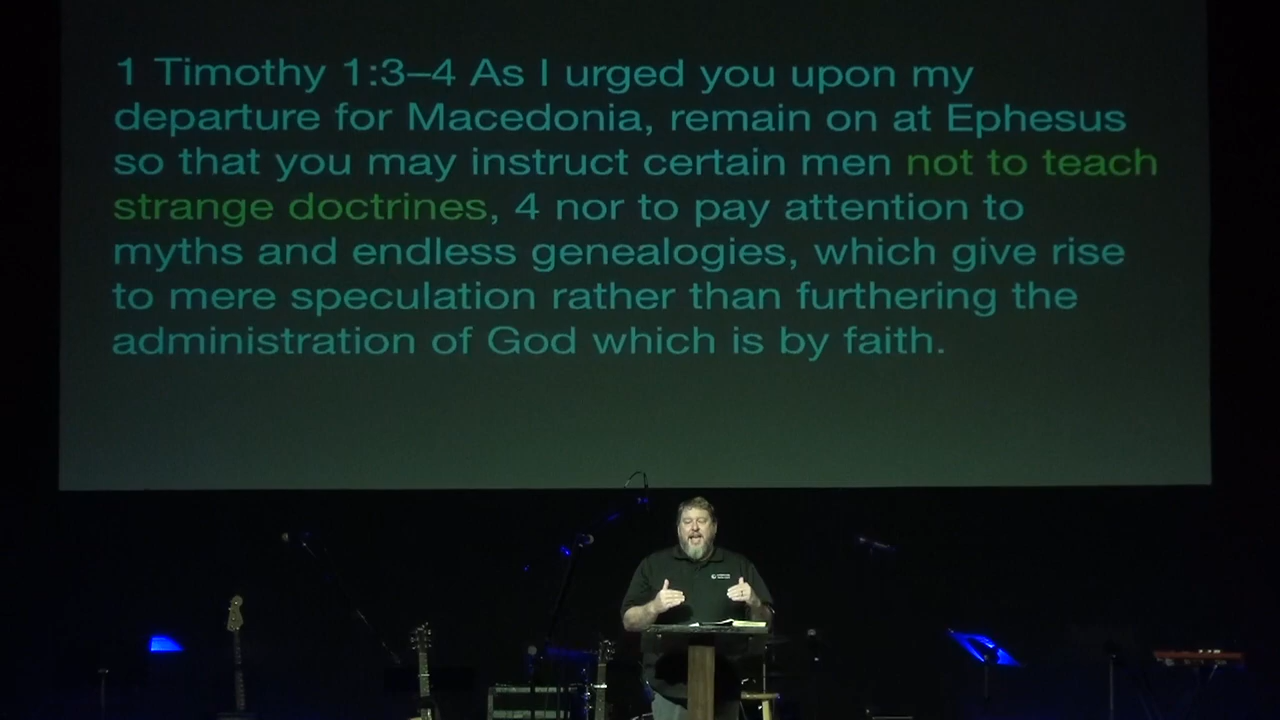 1 Timothy 1:3–4 As I urged you upon my
departure for Macedonia, remain on at Ephesus
so that you may instruct certain men not to teach
strange doctrines, 4 nor to pay attention to
myths and endless genealogies, which give rise
to mere speculation rather than furthering the
administration of God which is by faith.